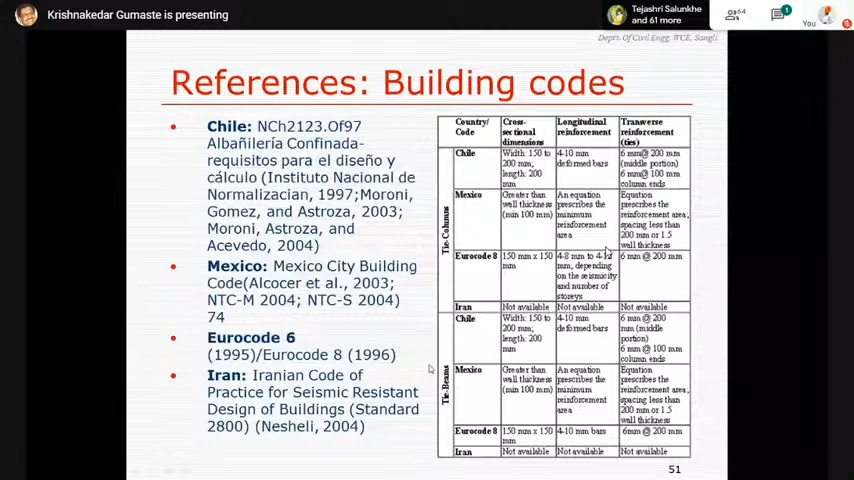 Krishnakedar Gumaste is presenting
Tejashri Salunkhe
and 61 more
64
1
You
Deprt. Of Civil Engg. WCE, Sangli
References: Building codes
• Chile: NCh2123.Of97
Albañilería Confinada-
requisitos para el diseño y
cálculo (Instituto Nacional de
Normalizacian, 1997;Moroni,
Gomez, and Astroza, 2003;
Moroni, Astroza, and
Acevedo, 2004)
• Mexico: Mexico City Building
Code(Alcocer et al., 2003;
NTC-M 2004; NTC-S 2004)
74
• Eurocode 6
(1995)/Eurocode 8 (1996)
• Iran: Iranian Code of
Practice for Seismic Resistant
Design of Buildings (Standard
2800) (Nesheli, 2004)
Country/
Code
Cross-
sectional
dimensions
Longitudinal
reinforcement
Transverse
reinforcement
(ties)
Tie-Columns
Chile
Width: 150 to
200 mm;
length: 200
mm
4-10 mm
deformed bars
6 mm@ 200 mm
(middle portion)
6 mm@ 100 mm
column ends
Mexico
Greater than
wall thickness
(min 100 mm)
An equation
prescribes the
minimum
reinforcement
area
Equation
prescribes the
reinforcement area;
spacing less than
200 mm or 1.5
wall thickness
Eurocode 8
150 mm x 150
mm
4-8 mm to
mm, depending
on the seismicity
and number of
storeys
6 mm @ 200 mm
Iran
Not available
Not available
Not available
Tie-Beams
Chile
Width: 150 to
200 mm;
length: 200
mm
4-10 mm
deformed bars
6 mm @ 200
mm (middle
portion)
6 mm @ 100 mm
column ends
Mexico
Greater than
wall thickness
(min 100 mm)
An equation
prescribes the
minimum
reinforcement
area
Equation
prescribes the
reinforcement area;
spacing less than
200 mm or 1.5
wall thickness
Eurocode 8
150 mm x 150
mm
4-10 mm bars
6mm @ 200 mm
Iran
Not available
Not available
Not available
51